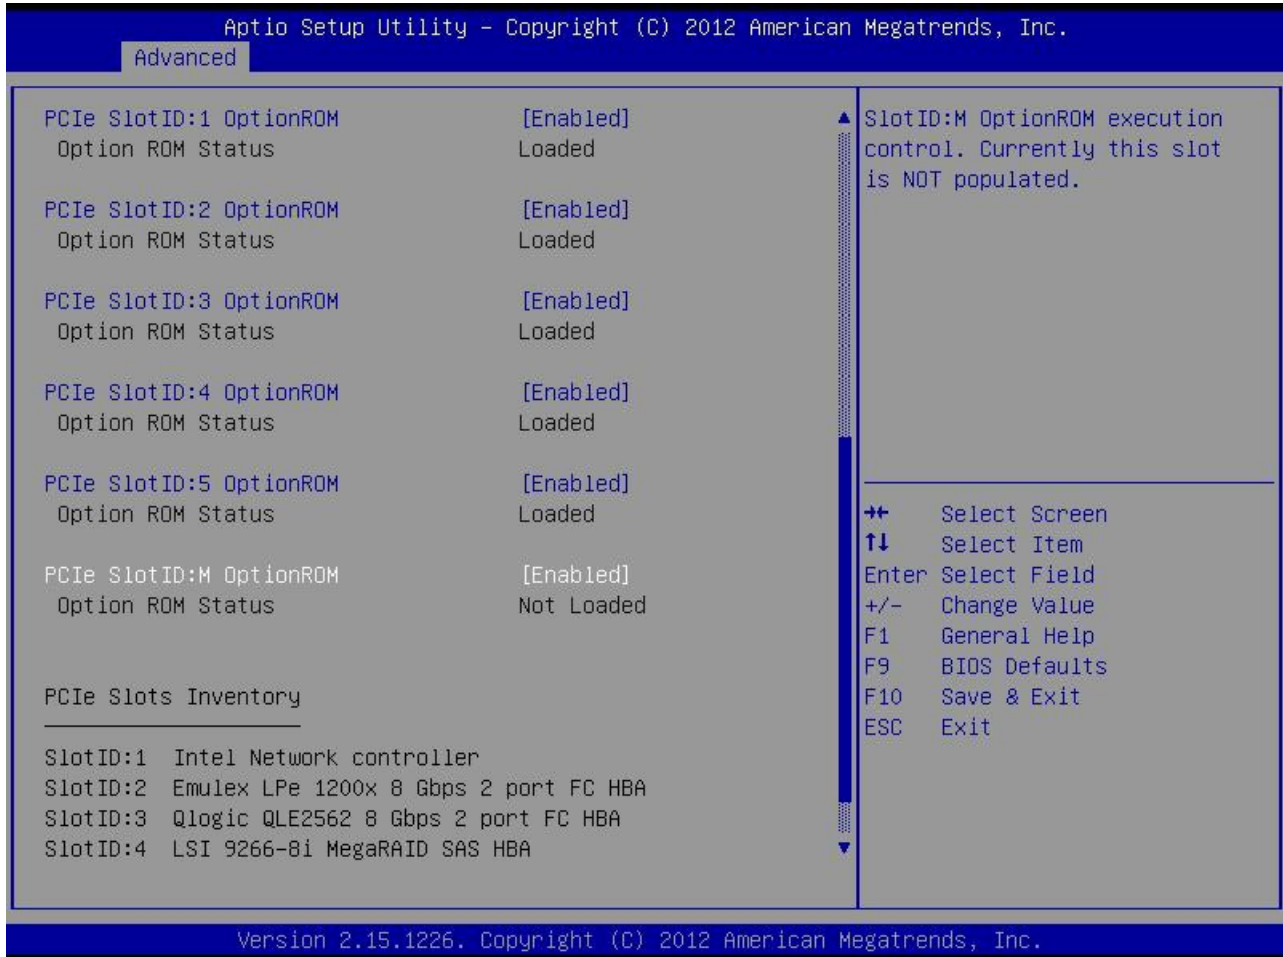 Aptio Setup Utility – Copyright (C) 2012 American Megatrends, Inc.
Advanced
PCIe SlotID:1 OptionROM [Enabled]
Option ROM Status Loaded
PCIe SlotID:2 OptionROM [Enabled]
Option ROM Status Loaded
PCIe SlotID:3 OptionROM [Enabled]
Option ROM Status Loaded
PCIe SlotID:4 OptionROM [Enabled]
Option ROM Status Loaded
PCIe SlotID:5 OptionROM [Enabled]
Option ROM Status Loaded
PCIe SlotID:M OptionROM [Enabled]
Option ROM Status Not Loaded
PCIe Slots Inventory
SlotID:1 Intel Network controller
SlotID:2 Emulex LPe 1200x 8 Gbps 2 port FC HBA
SlotID:3 Qlogic QLE2562 8 Gbps 2 port FC HBA
SlotID:4 LSI 9266-8i MegaRAID SAS HBA
SlotID:M OptionROM execution
control. Currently this slot
is NOT populated.
→← Select Screen
↑↓ Select Item
Enter Select Field
+/- Change Value
F1 General Help
F9 BIOS Defaults
F10 Save & Exit
ESC Exit
Version 2.15.1226. Copyright (C) 2012 American Megatrends, Inc.